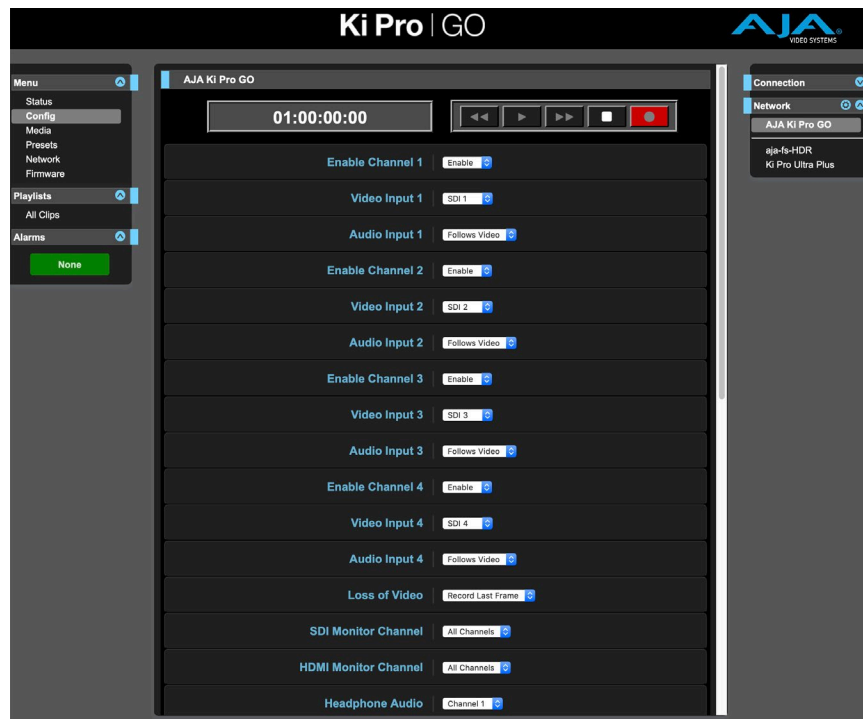 Ki Pro | GO
AJA®
VIDEO SYSTEMS
Menu
Status
Config
Media
Presets
Network
Firmware
Playlists
All Clips
Alarms
None
AJA Ki Pro GO
01:00:00:00
Enable Channel 1 Enable
Video Input 1 SDI 1
Audio Input 1 Follows Video
Enable Channel 2 Enable
Video Input 2 SDI 2
Audio Input 2 Follows Video
Enable Channel 3 Enable
Video Input 3 SDI 3
Audio Input 3 Follows Video
Enable Channel 4 Enable
Video Input 4 SDI 4
Audio Input 4 Follows Video
Loss of Video Record Last Frame
SDI Monitor Channel All Channels
HDMI Monitor Channel All Channels
Headphone Audio Channel 1
Connection
Network
AJA Ki Pro GO
aja-fs-HDR
Ki Pro Ultra Plus